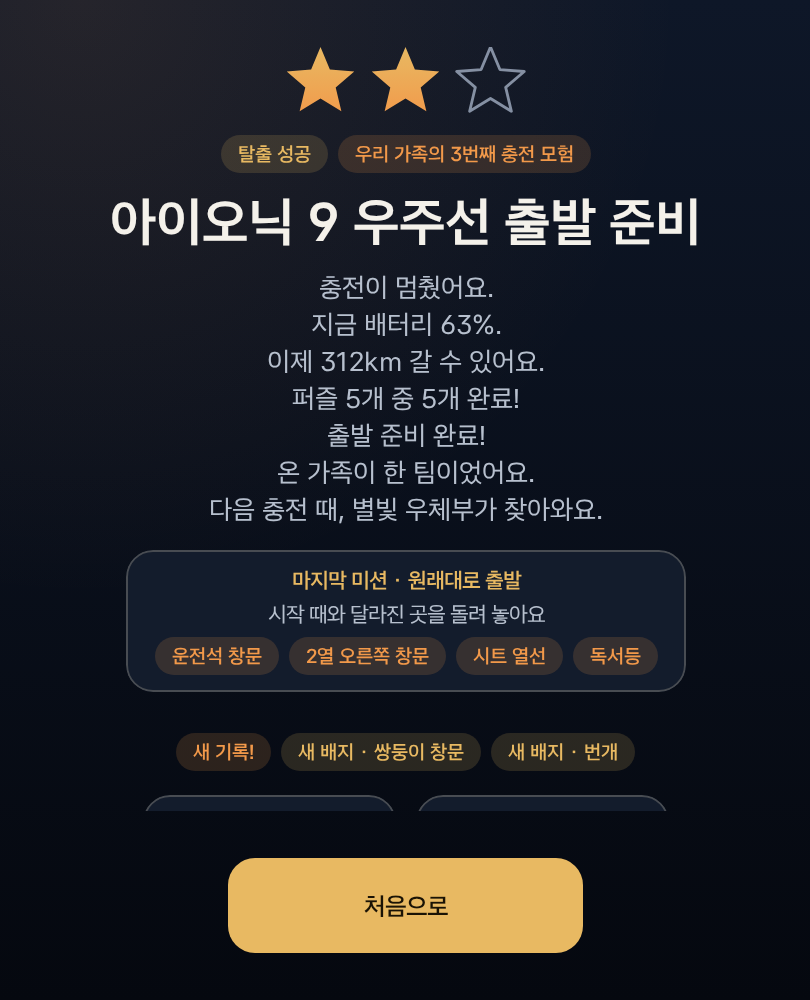 탈출 성공 우리 가족의 3번째 충전 모험
아이오닉 9 우주선 출발 준비
충전이 멈췄어요.
지금 배터리 63%.
이제 312km 갈 수 있어요.
퍼즐 5개 중 5개 완료!
출발 준비 완료!
온 가족이 한 팀이었어요.
다음 충전 때, 별빛 우체부가 찾아와요.
마지막 미션 · 원래대로 출발
시작 때와 달라진 곳을 돌려 놓아요
운전석 창문 2열 오른쪽 창문 시트 열선 독서등
새 기록! 새 배지 · 쌍둥이 창문 새 배지 · 번개
처음으로